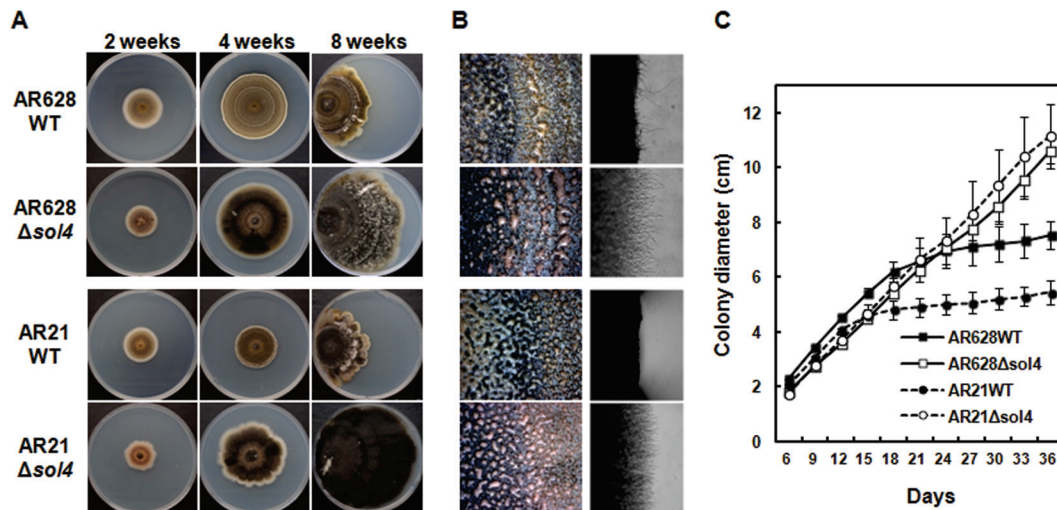 A
B
C
2 weeks 4 weeks 8 weeks
AR628
WT
AR628
Δsol4
AR21
WT
AR21
Δsol4
Colony diameter (cm)
12
10
8
6
4
2
0
AR628WT
AR628Δsol4
AR21WT
AR21Δsol4
6 9 12 15 18 21 24 27 30 33 36
Days